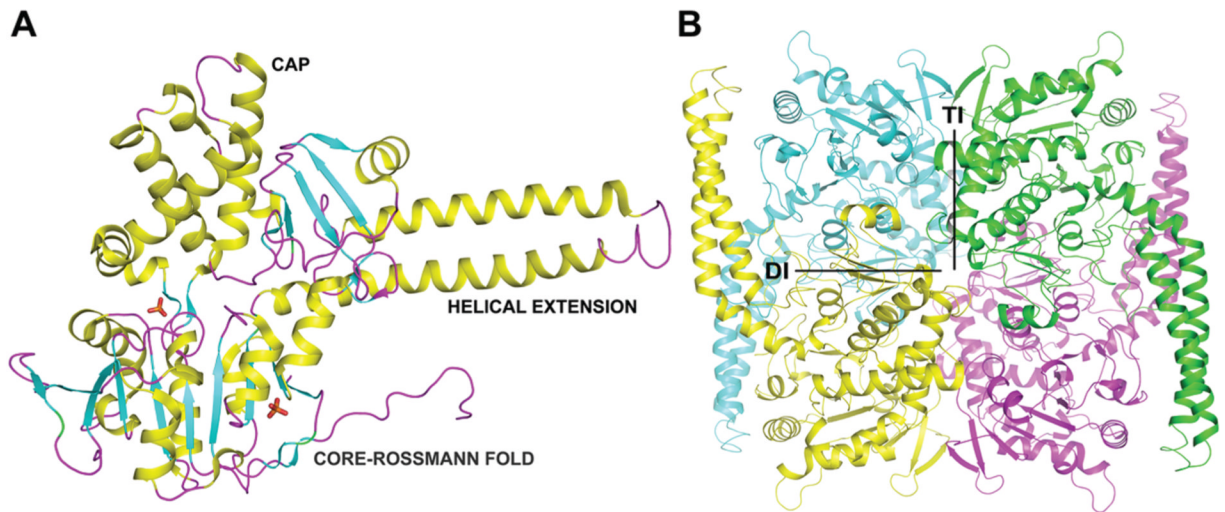 A
CAP
HELICAL EXTENSION
CORE-ROSSMANN FOLD
B
TI
DI